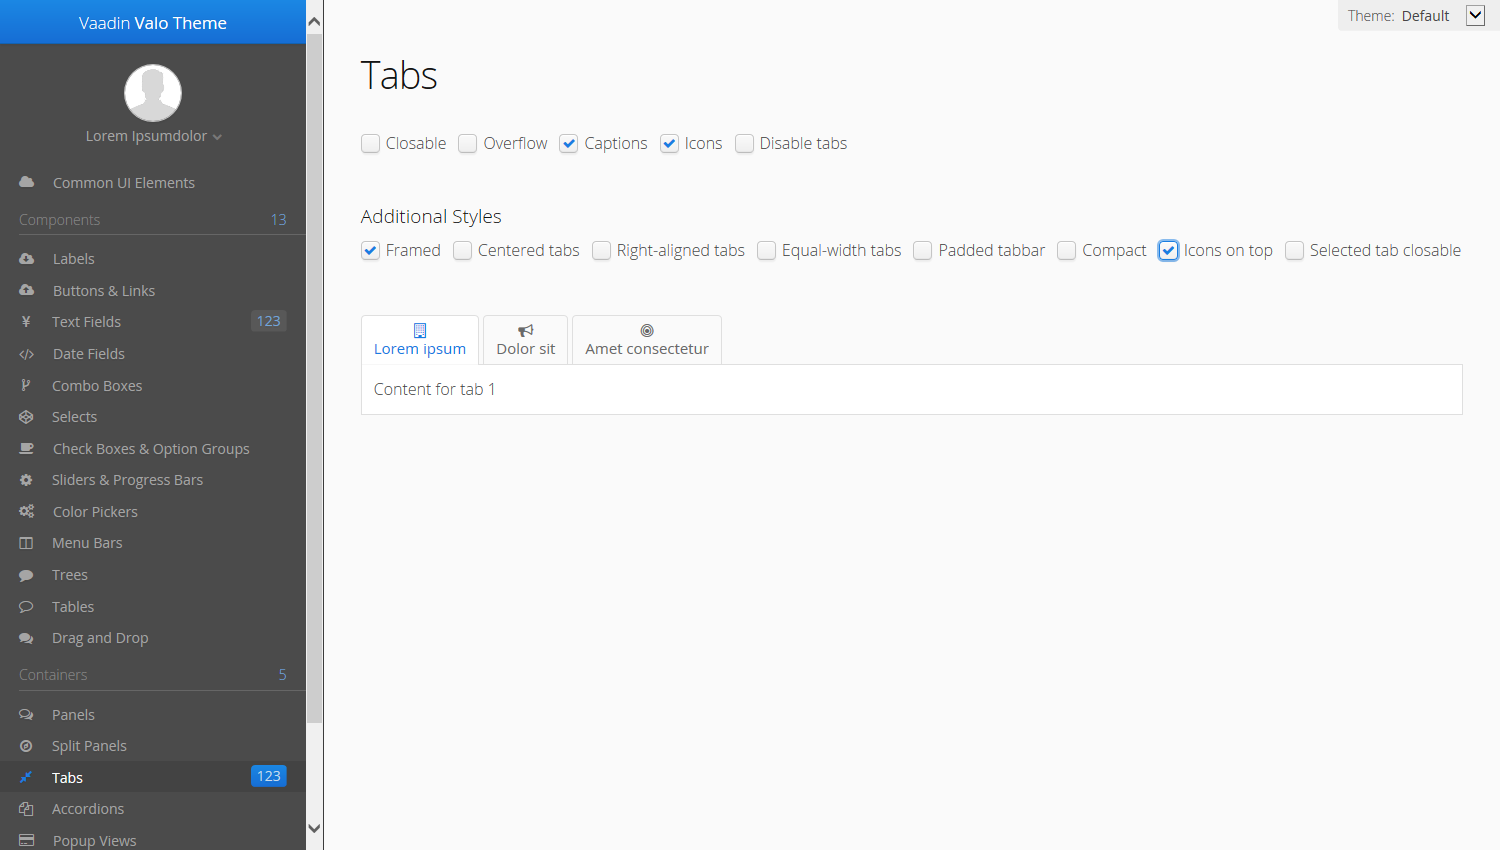 Vaadin Valo Theme
Lorem Ipsumdolor
Common UI Elements
Components 13
Labels
Buttons & Links
Text Fields 123
Date Fields
Combo Boxes
Selects
Check Boxes & Option Groups
Sliders & Progress Bars
Color Pickers
Menu Bars
Trees
Tables
Drag and Drop
Containers 5
Panels
Split Panels
Tabs 123
Accordions
Popup Views
Theme: Default
Tabs
Closable Overflow Captions Icons Disable tabs
Additional Styles
Framed Centered tabs Right-aligned tabs Equal-width tabs Padded tabbar Compact Icons on top Selected tab closable
Lorem ipsum Dolor sit Amet consectetur
Content for tab 1